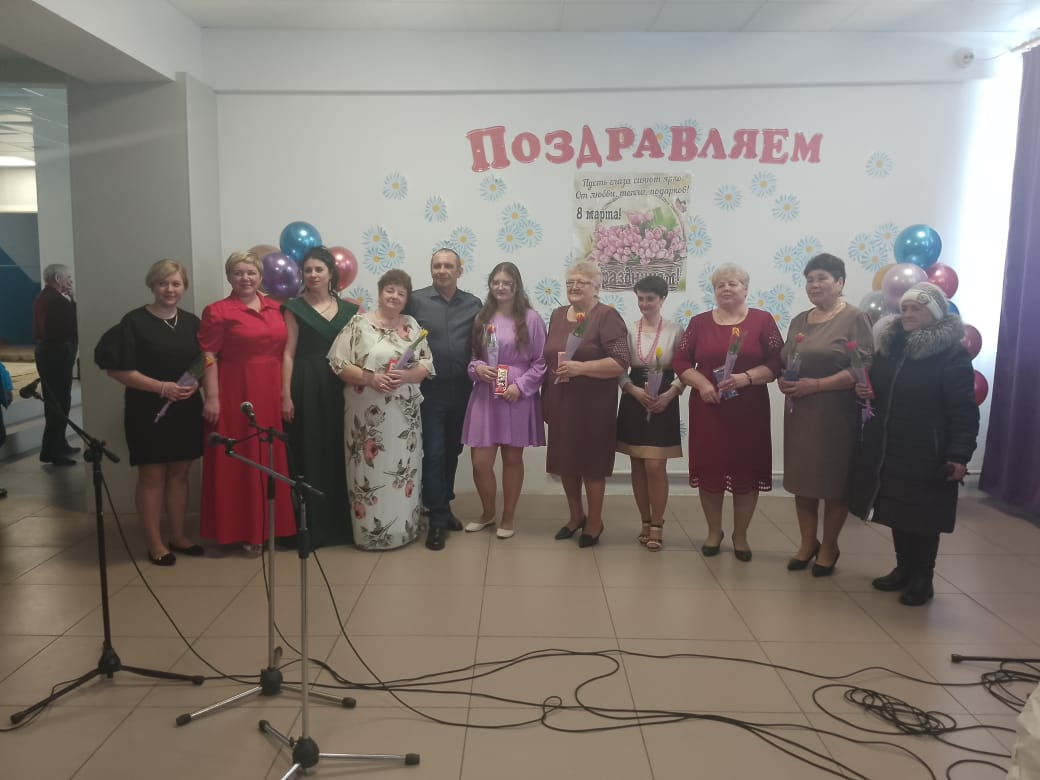 ПОЗДРАВЛЯЕМ
Пусть глаза сияют ярко
От любви, тепла, подарков!
8 марта!